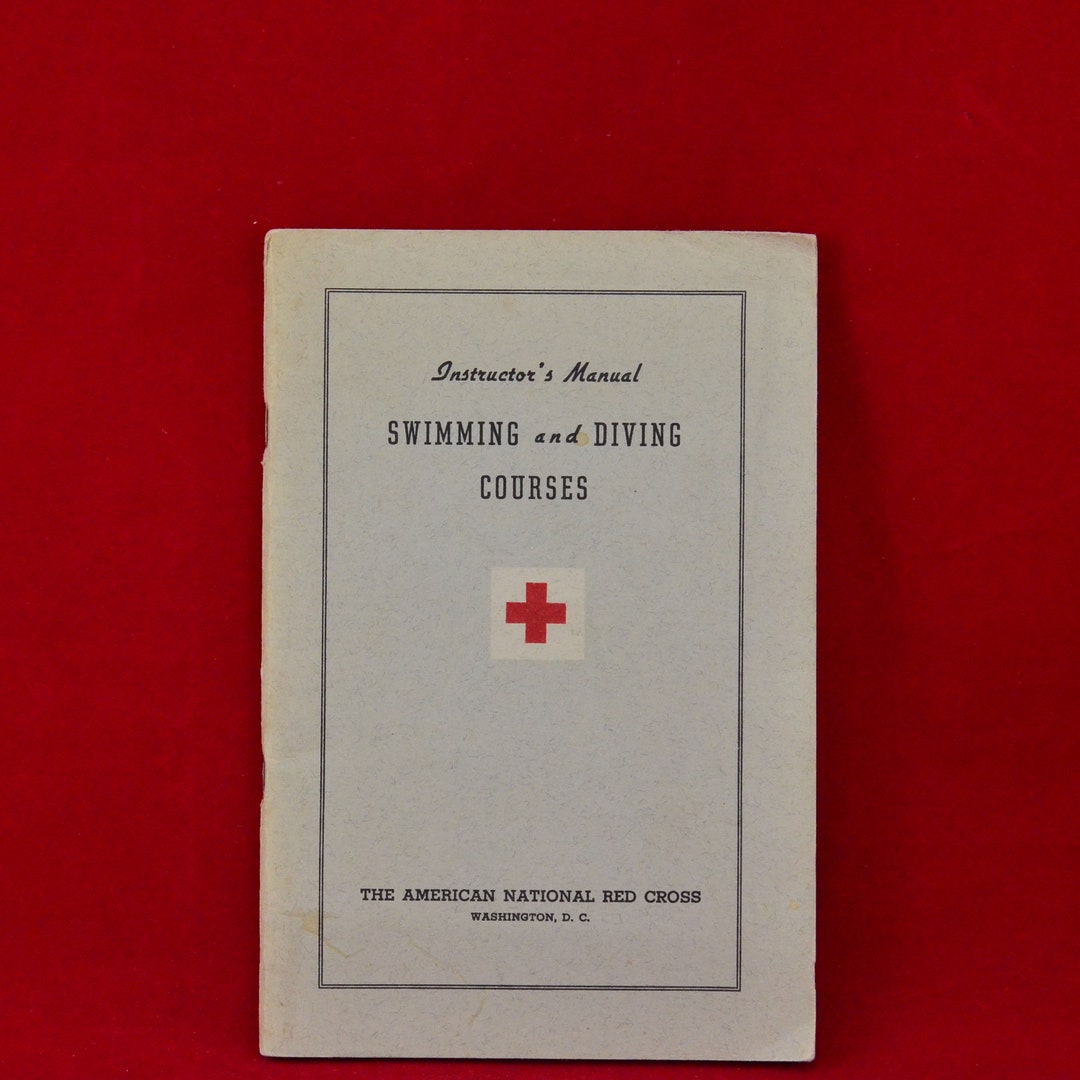 Instructor's Manual
SWIMMING and DIVING
COURSES
THE AMERICAN NATIONAL RED CROSS
WASHINGTON, D. C.